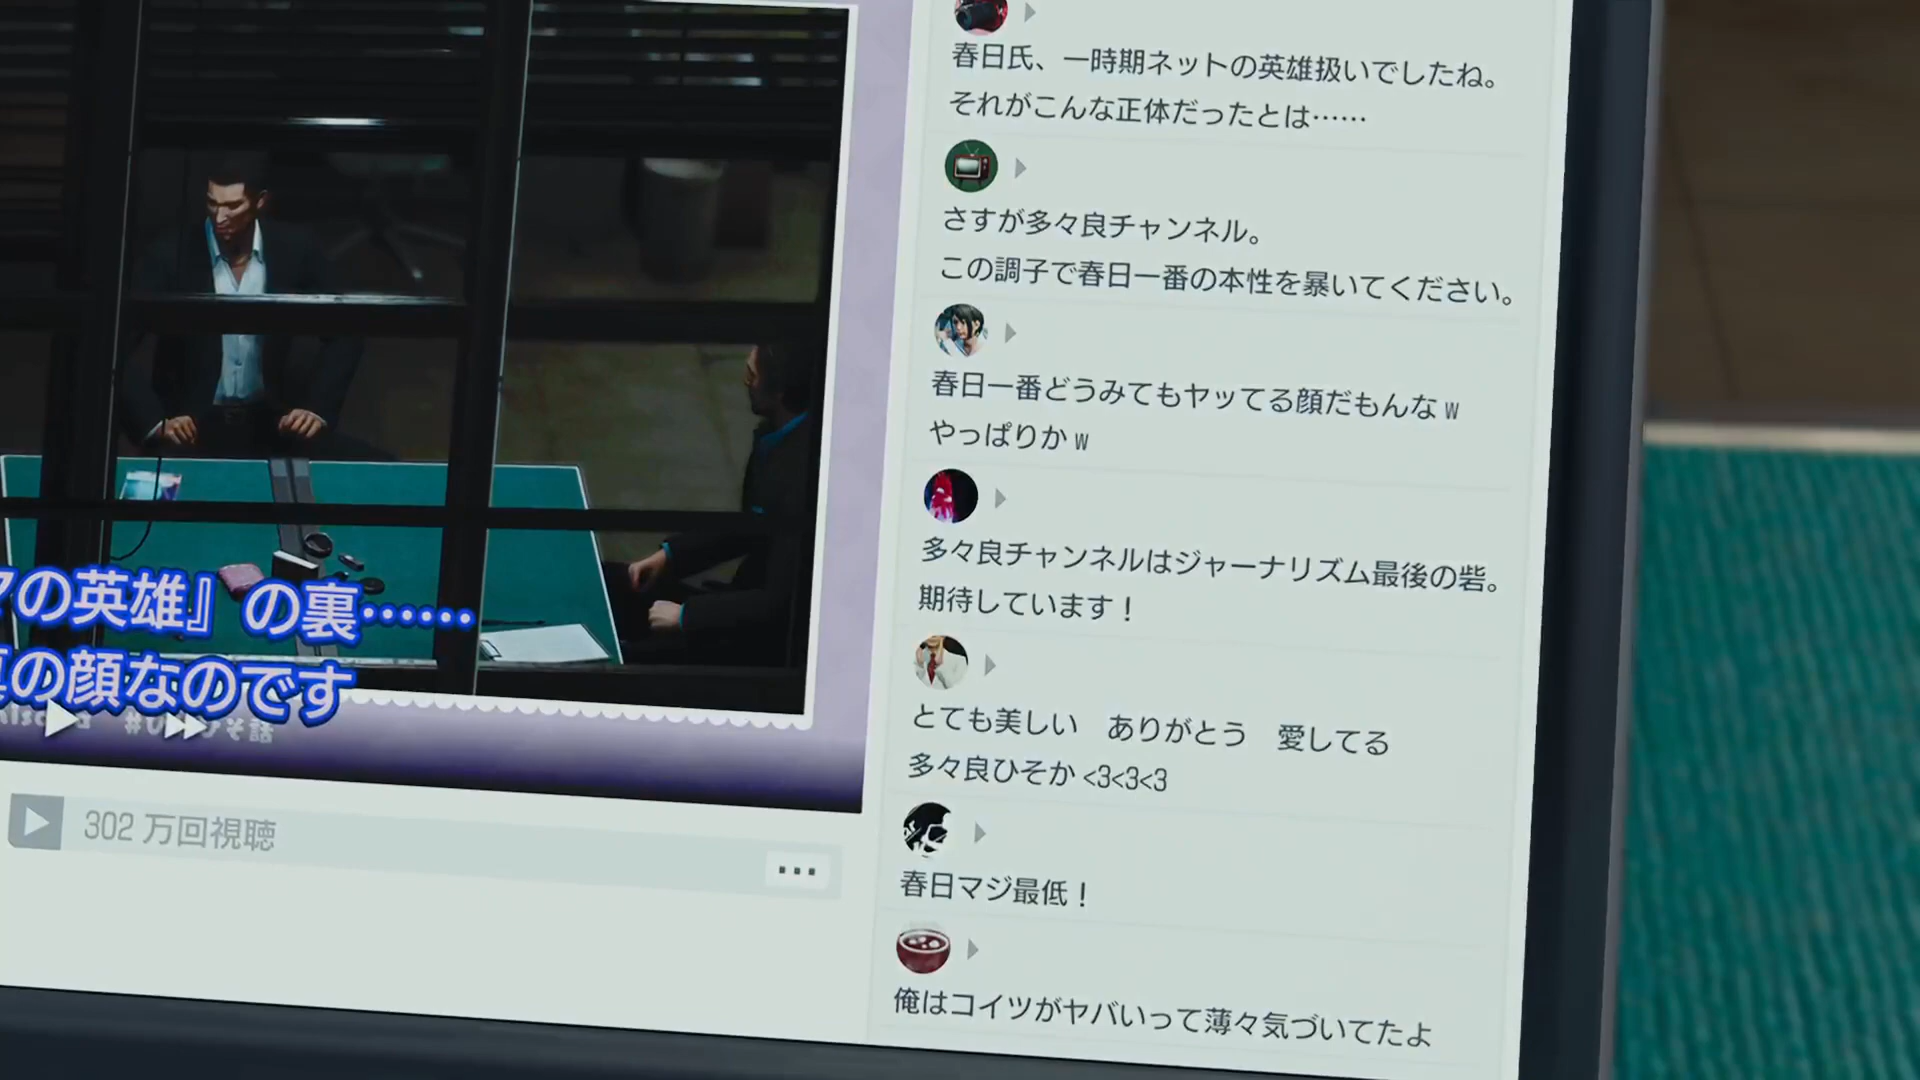 の英雄』の裏……
の顔なのです
302 万回視聴
春日氏、一時期ネットの英雄扱いでしたね。
それがこんな正体だったとは……
さすが多々良チャンネル。
この調子で春日一番の本性を暴いてください。
春日一番どうみてもヤッてる顔だもんなｗ
やっぱりかｗ
多々良チャンネルはジャーナリズム最後の砦。
期待しています！
とても美しい　ありがとう　愛してる
多々良ひそか <3<3<3
春日マジ最低！
俺はコイツがヤバいって薄々気づいてたよ